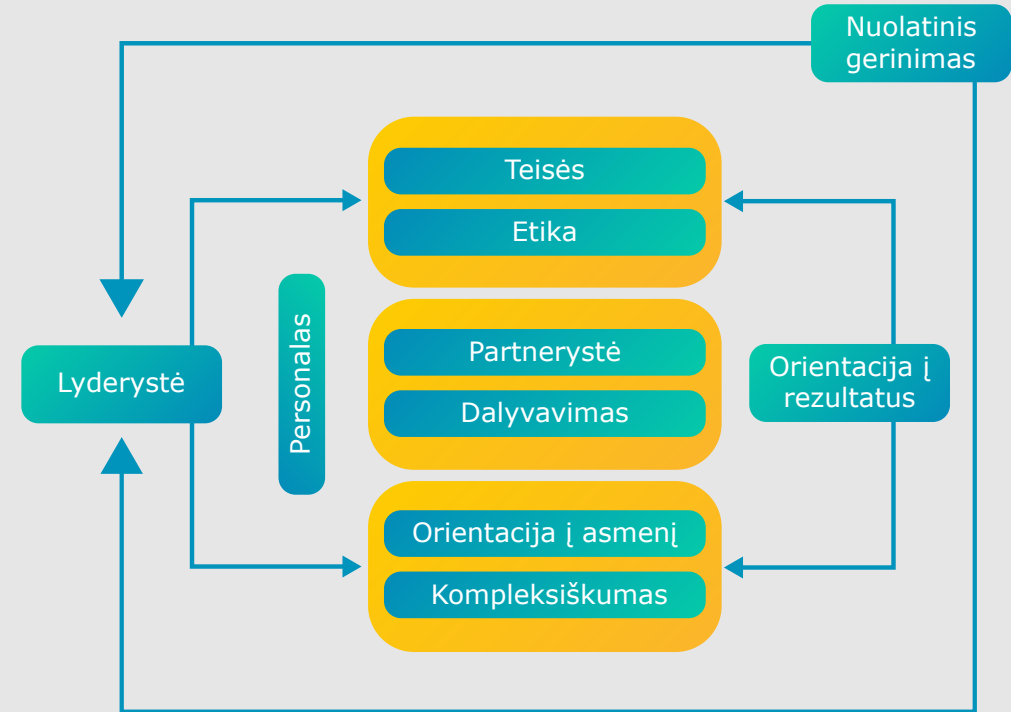 Nuolatinis
gerinimas
Teisės
Etika
Personalas
Partnerystė
Dalyvavimas
Lyderystė
Orientacija į
rezultatus
Orientacija į asmenį
Kompleksiškumas